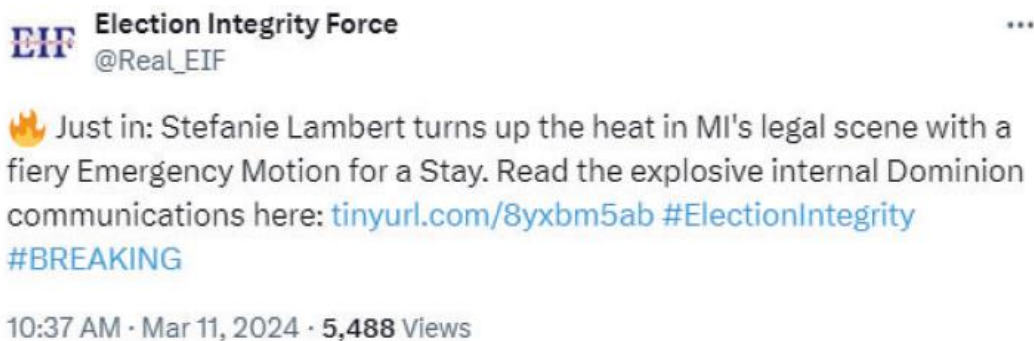 EIF
Election Integrity Force
@Real_EIF
🔥 Just in: Stefanie Lambert turns up the heat in MI's legal scene with a
fiery Emergency Motion for a Stay. Read the explosive internal Dominion
communications here: tinyurl.com/8yxbm5ab #ElectionIntegrity
#BREAKING
10:37 AM · Mar 11, 2024 · 5,488 Views